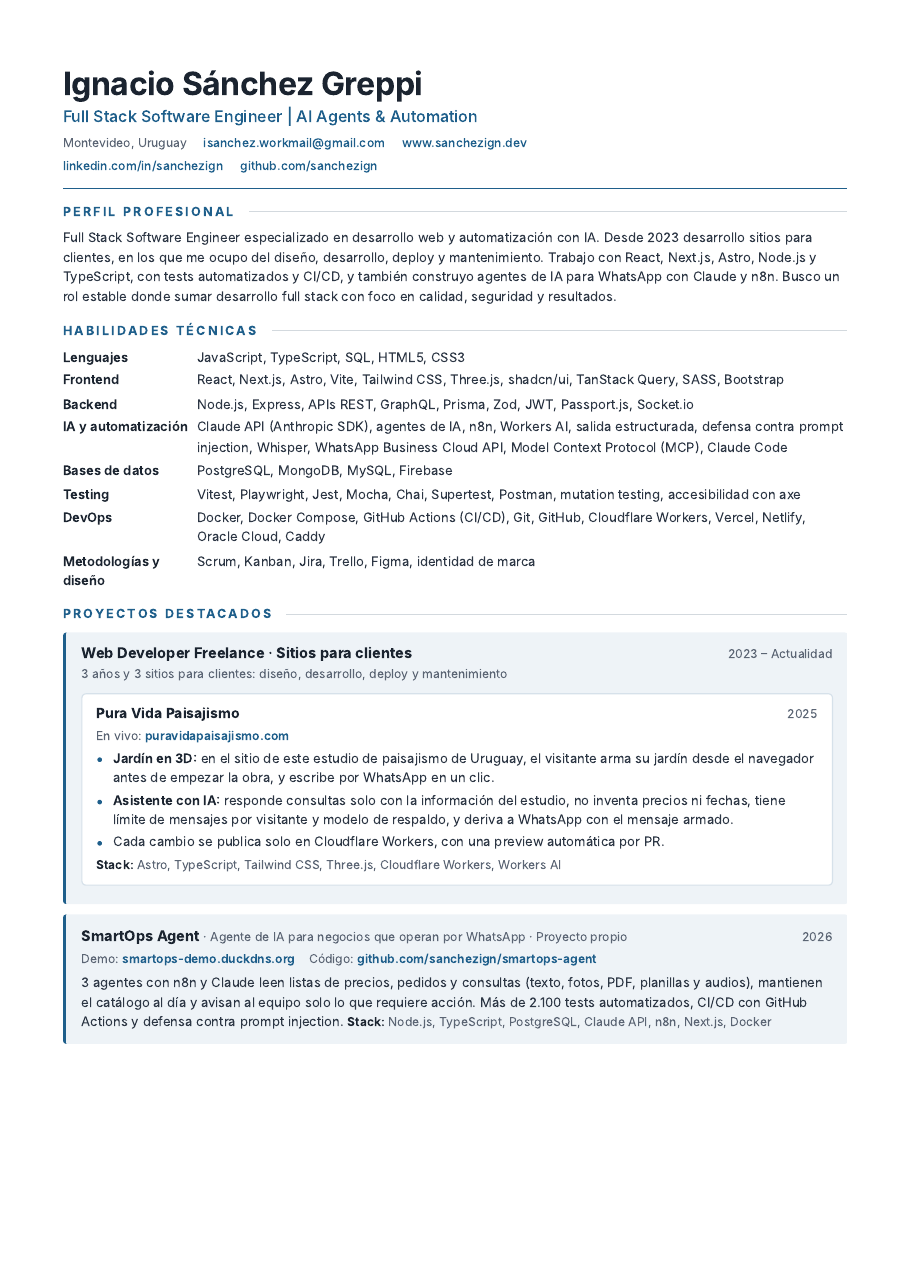 Ignacio Sánchez Greppi
Full Stack Software Engineer | AI Agents & Automation
Montevideo, Uruguay isanchez.workmail@gmail.com www.sanchezign.dev
linkedin.com/in/sanchezign github.com/sanchezign
PERFIL PROFESIONAL
Full Stack Software Engineer especializado en desarrollo web y automatización con IA. Desde 2023 desarrollo sitios para
clientes, en los que me ocupo del diseño, desarrollo, deploy y mantenimiento. Trabajo con React, Next.js, Astro, Node.js y
TypeScript, con tests automatizados y CI/CD, y también construyo agentes de IA para WhatsApp con Claude y n8n. Busco un
rol estable donde sumar desarrollo full stack con foco en calidad, seguridad y resultados.
HABILIDADES TÉCNICAS
Lenguajes JavaScript, TypeScript, SQL, HTML5, CSS3
Frontend React, Next.js, Astro, Vite, Tailwind CSS, Three.js, shadcn/ui, TanStack Query, SASS, Bootstrap
Backend Node.js, Express, APIs REST, GraphQL, Prisma, Zod, JWT, Passport.js, Socket.io
IA y automatización Claude API (Anthropic SDK), agentes de IA, n8n, Workers AI, salida estructurada, defensa contra prompt
injection, Whisper, WhatsApp Business Cloud API, Model Context Protocol (MCP), Claude Code
Bases de datos PostgreSQL, MongoDB, MySQL, Firebase
Testing Vitest, Playwright, Jest, Mocha, Chai, Supertest, Postman, mutation testing, accesibilidad con axe
DevOps Docker, Docker Compose, GitHub Actions (CI/CD), Git, GitHub, Cloudflare Workers, Vercel, Netlify,
Oracle Cloud, Caddy
Metodologías y Scrum, Kanban, Jira, Trello, Figma, identidad de marca
diseño
PROYECTOS DESTACADOS
Web Developer Freelance · Sitios para clientes 2023 – Actualidad
3 años y 3 sitios para clientes: diseño, desarrollo, deploy y mantenimiento
Pura Vida Paisajismo 2025
En vivo: puravidapaisajismo.com
• Jardín en 3D: en el sitio de este estudio de paisajismo de Uruguay, el visitante arma su jardín desde el navegador
antes de empezar la obra, y escribe por WhatsApp en un clic.
• Asistente con IA: responde consultas solo con la información del estudio, no inventa precios ni fechas, tiene
límite de mensajes por visitante y modelo de respaldo, y deriva a WhatsApp con el mensaje armado.
• Cada cambio se publica solo en Cloudflare Workers, con una preview automática por PR.
Stack: Astro, TypeScript, Tailwind CSS, Three.js, Cloudflare Workers, Workers AI
SmartOps Agent · Agente de IA para negocios que operan por WhatsApp · Proyecto propio 2026
Demo: smartops-demo.duckdns.org Código: github.com/sanchezign/smartops-agent
3 agentes con n8n y Claude leen listas de precios, pedidos y consultas (texto, fotos, PDF, planillas y audios), mantienen
el catálogo al día y avisan al equipo solo lo que requiere acción. Más de 2.100 tests automatizados, CI/CD con GitHub
Actions y defensa contra prompt injection. Stack: Node.js, TypeScript, PostgreSQL, Claude API, n8n, Next.js, Docker